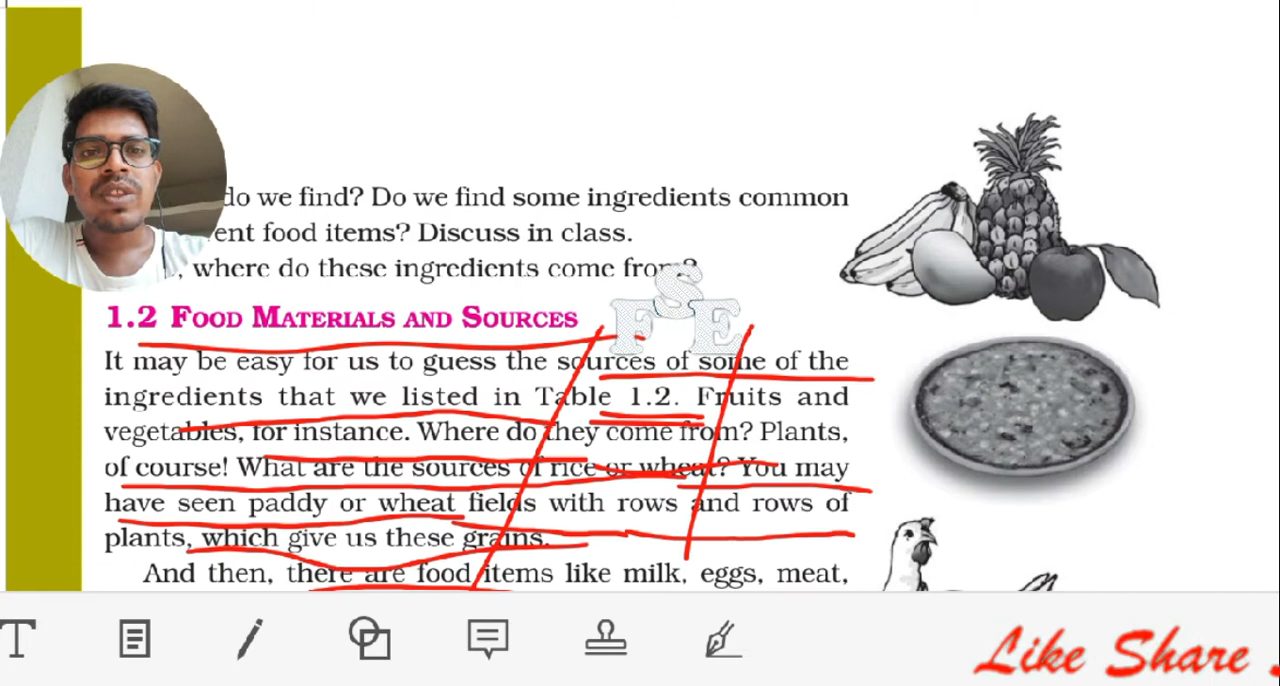 do we find? Do we find some ingredients common
ent food items? Discuss in class.
, where do these ingredients come from?
1.2 FOOD MATERIALS AND SOURCES
FSE
It may be easy for us to guess the sources of some of the
ingredients that we listed in Table 1.2. Fruits and
vegetables, for instance. Where do they come from? Plants,
of course! What are the sources of rice or wheat? You may
have seen paddy or wheat fields with rows and rows of
plants, which give us these grains.
And then, there are food items like milk, eggs, meat,
T
Like Share